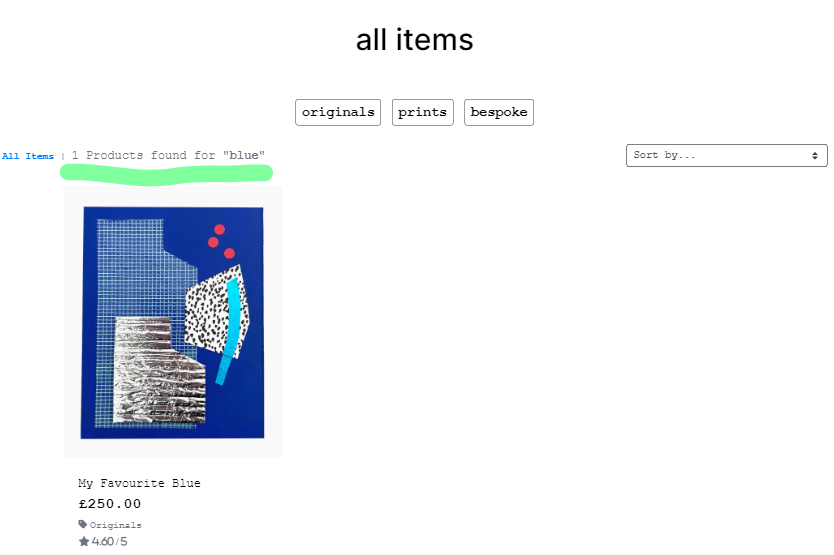 all items
originals prints bespoke
All Items | 1 Products found for "blue"
Sort by...
My Favourite Blue
£250.00
Originals
4.60/5